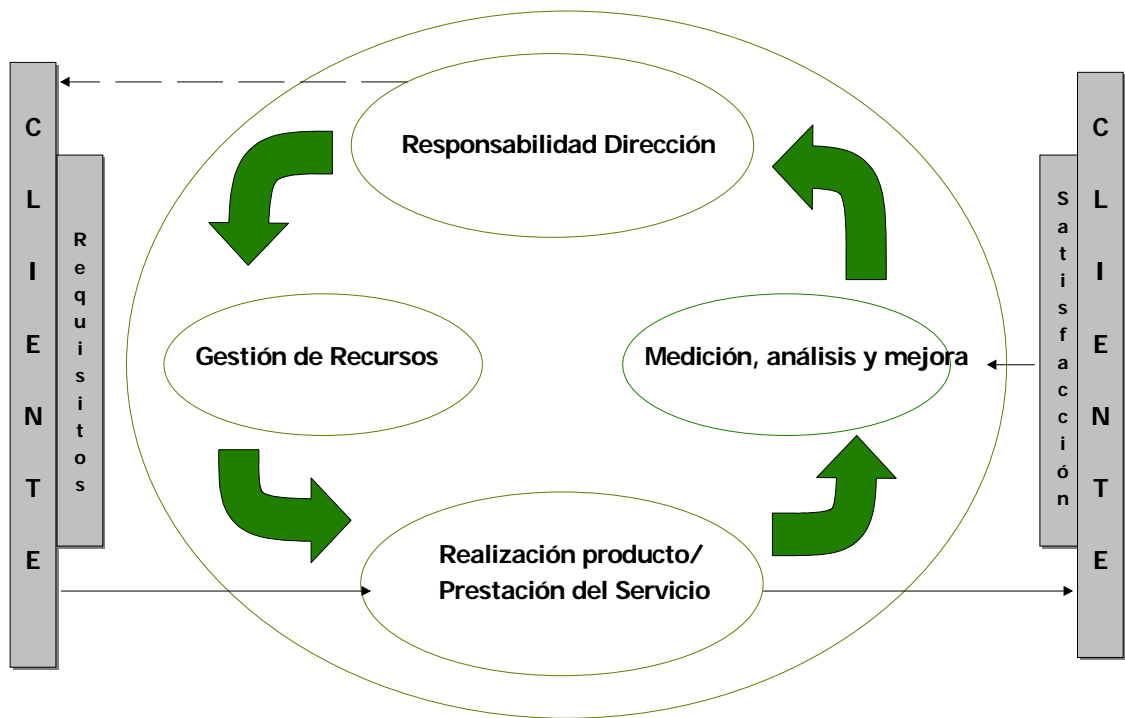 CLIENTE
Requisitos
Responsabilidad Dirección
Gestión de Recursos
Medición, análisis y mejora
Realización producto/
Prestación del Servicio
Satisfacción
CLIENTE